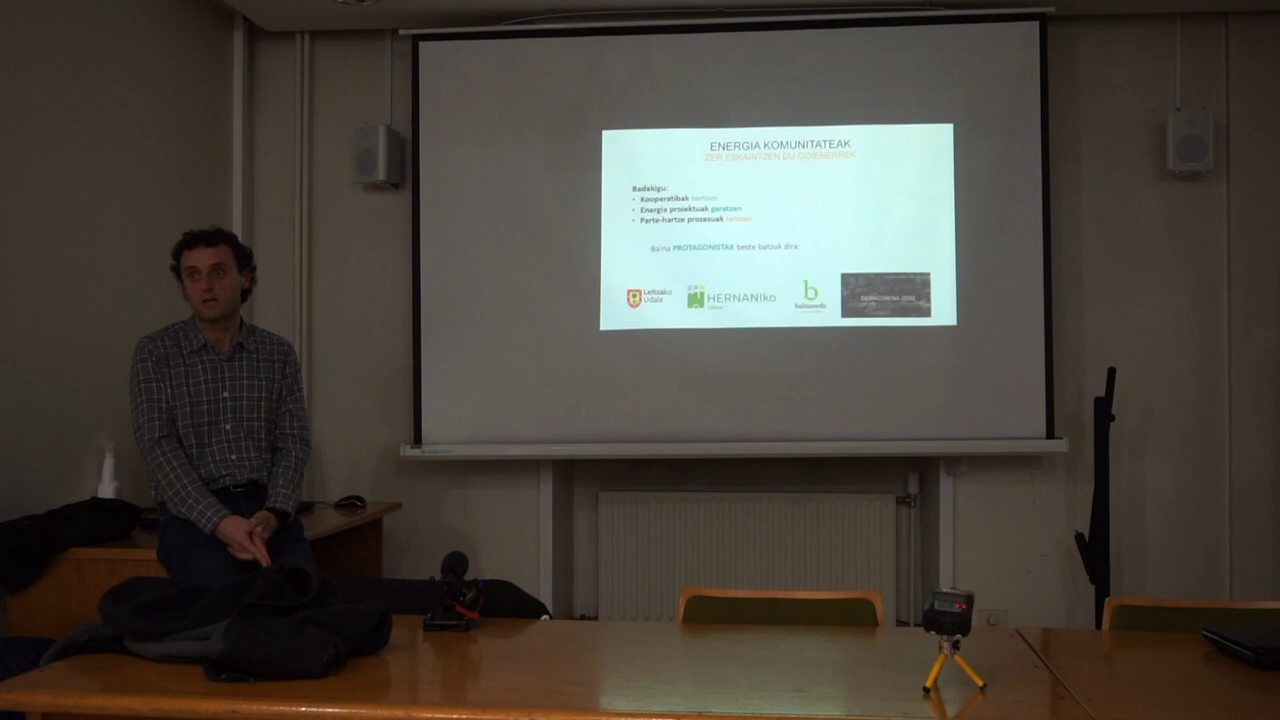 ENERGIA KOMUNITATEAK
ZER ESKAINTZEN DU GOIENERREK
Badakigu:
• Kooperatibak sortzen
• Energia proiektuak garatzen
• Parte-hartze prozesuak lantzen
Baina PROTAGONISTAK beste batzuk dira:
Leitzako
Udala
HERNANIko
b
DEBAGOIENA 2030